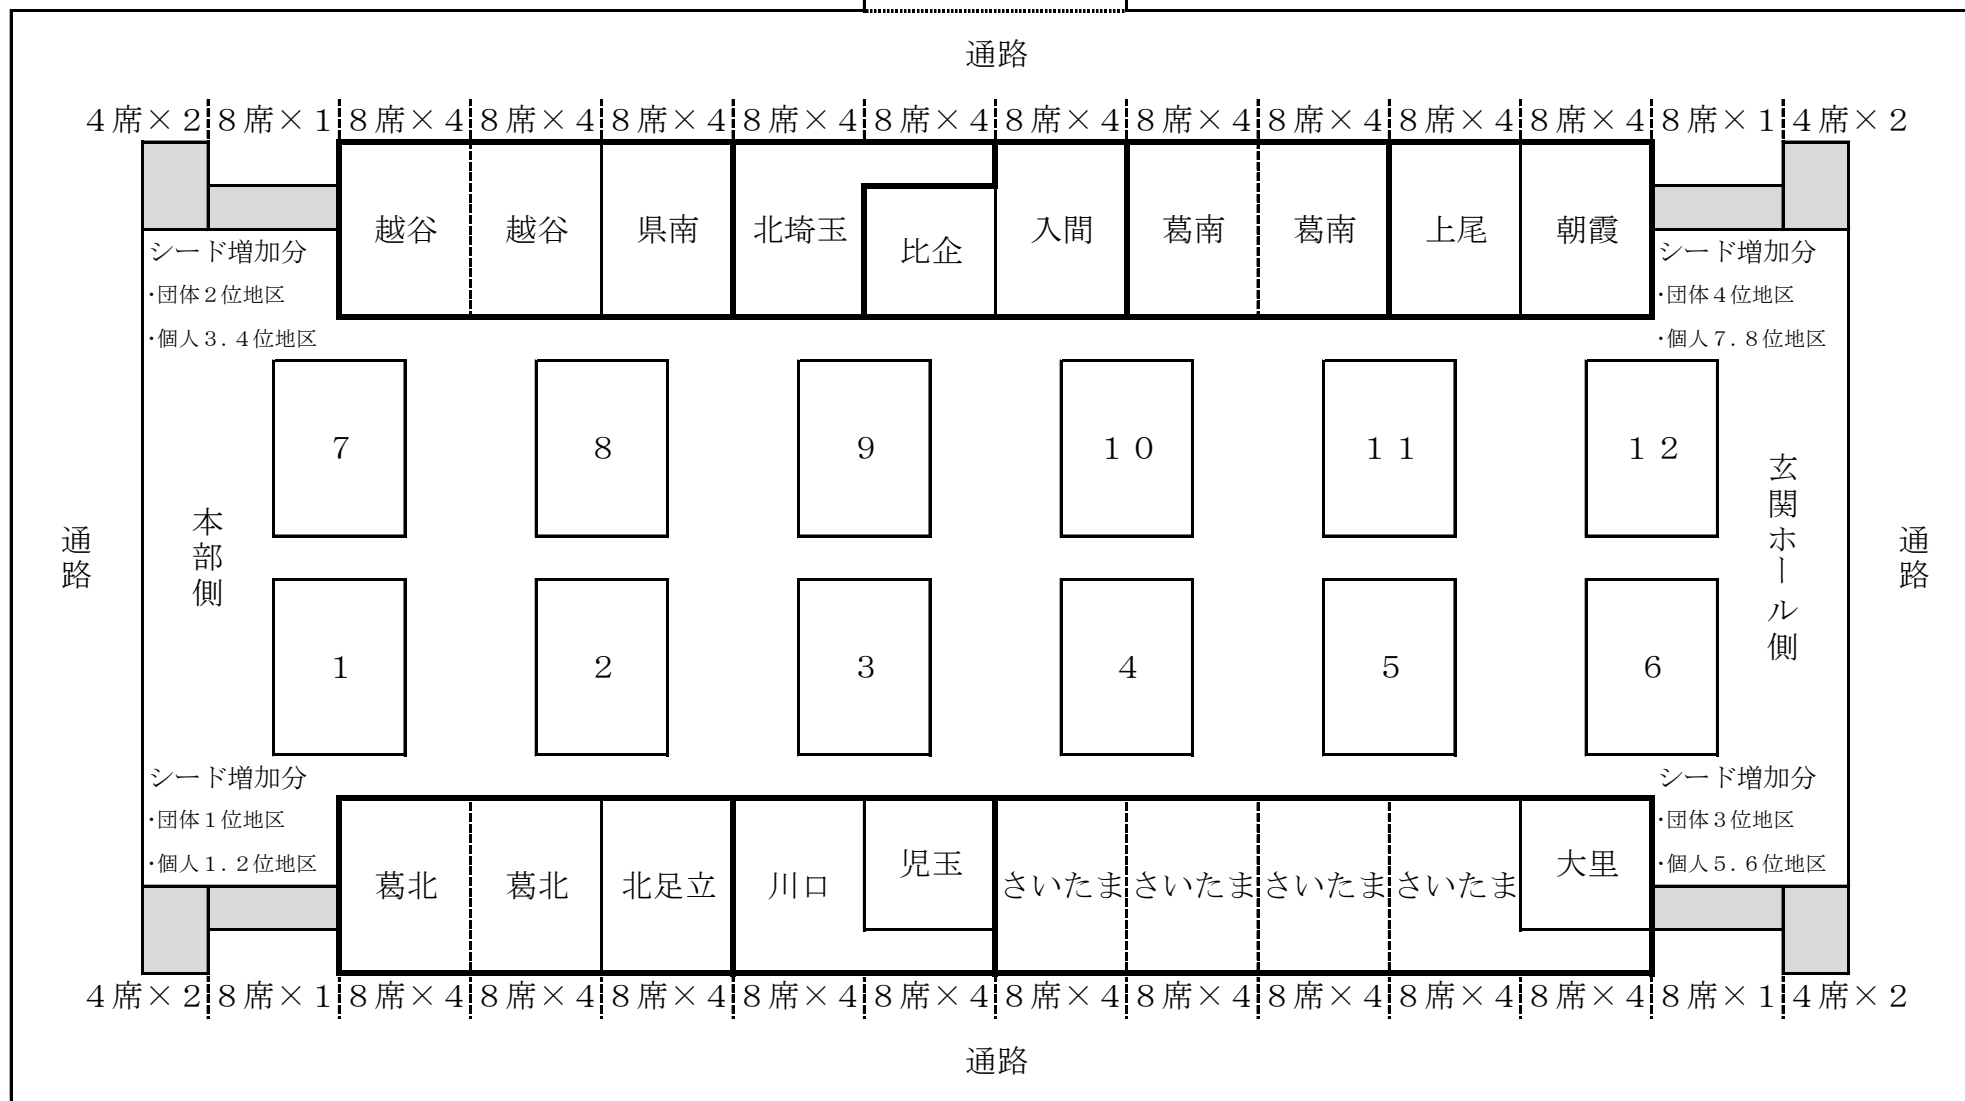 通路
４席×２ ８席×１ ８席×４ ８席×４ ８席×４ ８席×４ ８席×４ ８席×４ ８席×４ ８席×４ ８席×４ ８席×４ ８席×１ ４席×２
越谷 越谷 県南 北埼玉 比企 入間 葛南 葛南 上尾 朝霞
シード増加分
・団体２位地区
・個人３．４位地区
シード増加分
・団体４位地区
・個人７．８位地区
７ ８ ９ １０ １１ １２
通路
本部側
玄関ホール側
通路
１ ２ ３ ４ ５ ６
シード増加分
・団体１位地区
・個人１．２位地区
シード増加分
・団体３位地区
・個人５．６位地区
葛北 葛北 北足立 川口 児玉 さいたま さいたま さいたま さいたま 大里
４席×２ ８席×１ ８席×４ ８席×４ ８席×４ ８席×４ ８席×４ ８席×４ ８席×４ ８席×４ ８席×４ ８席×４ ８席×１ ４席×２
通路